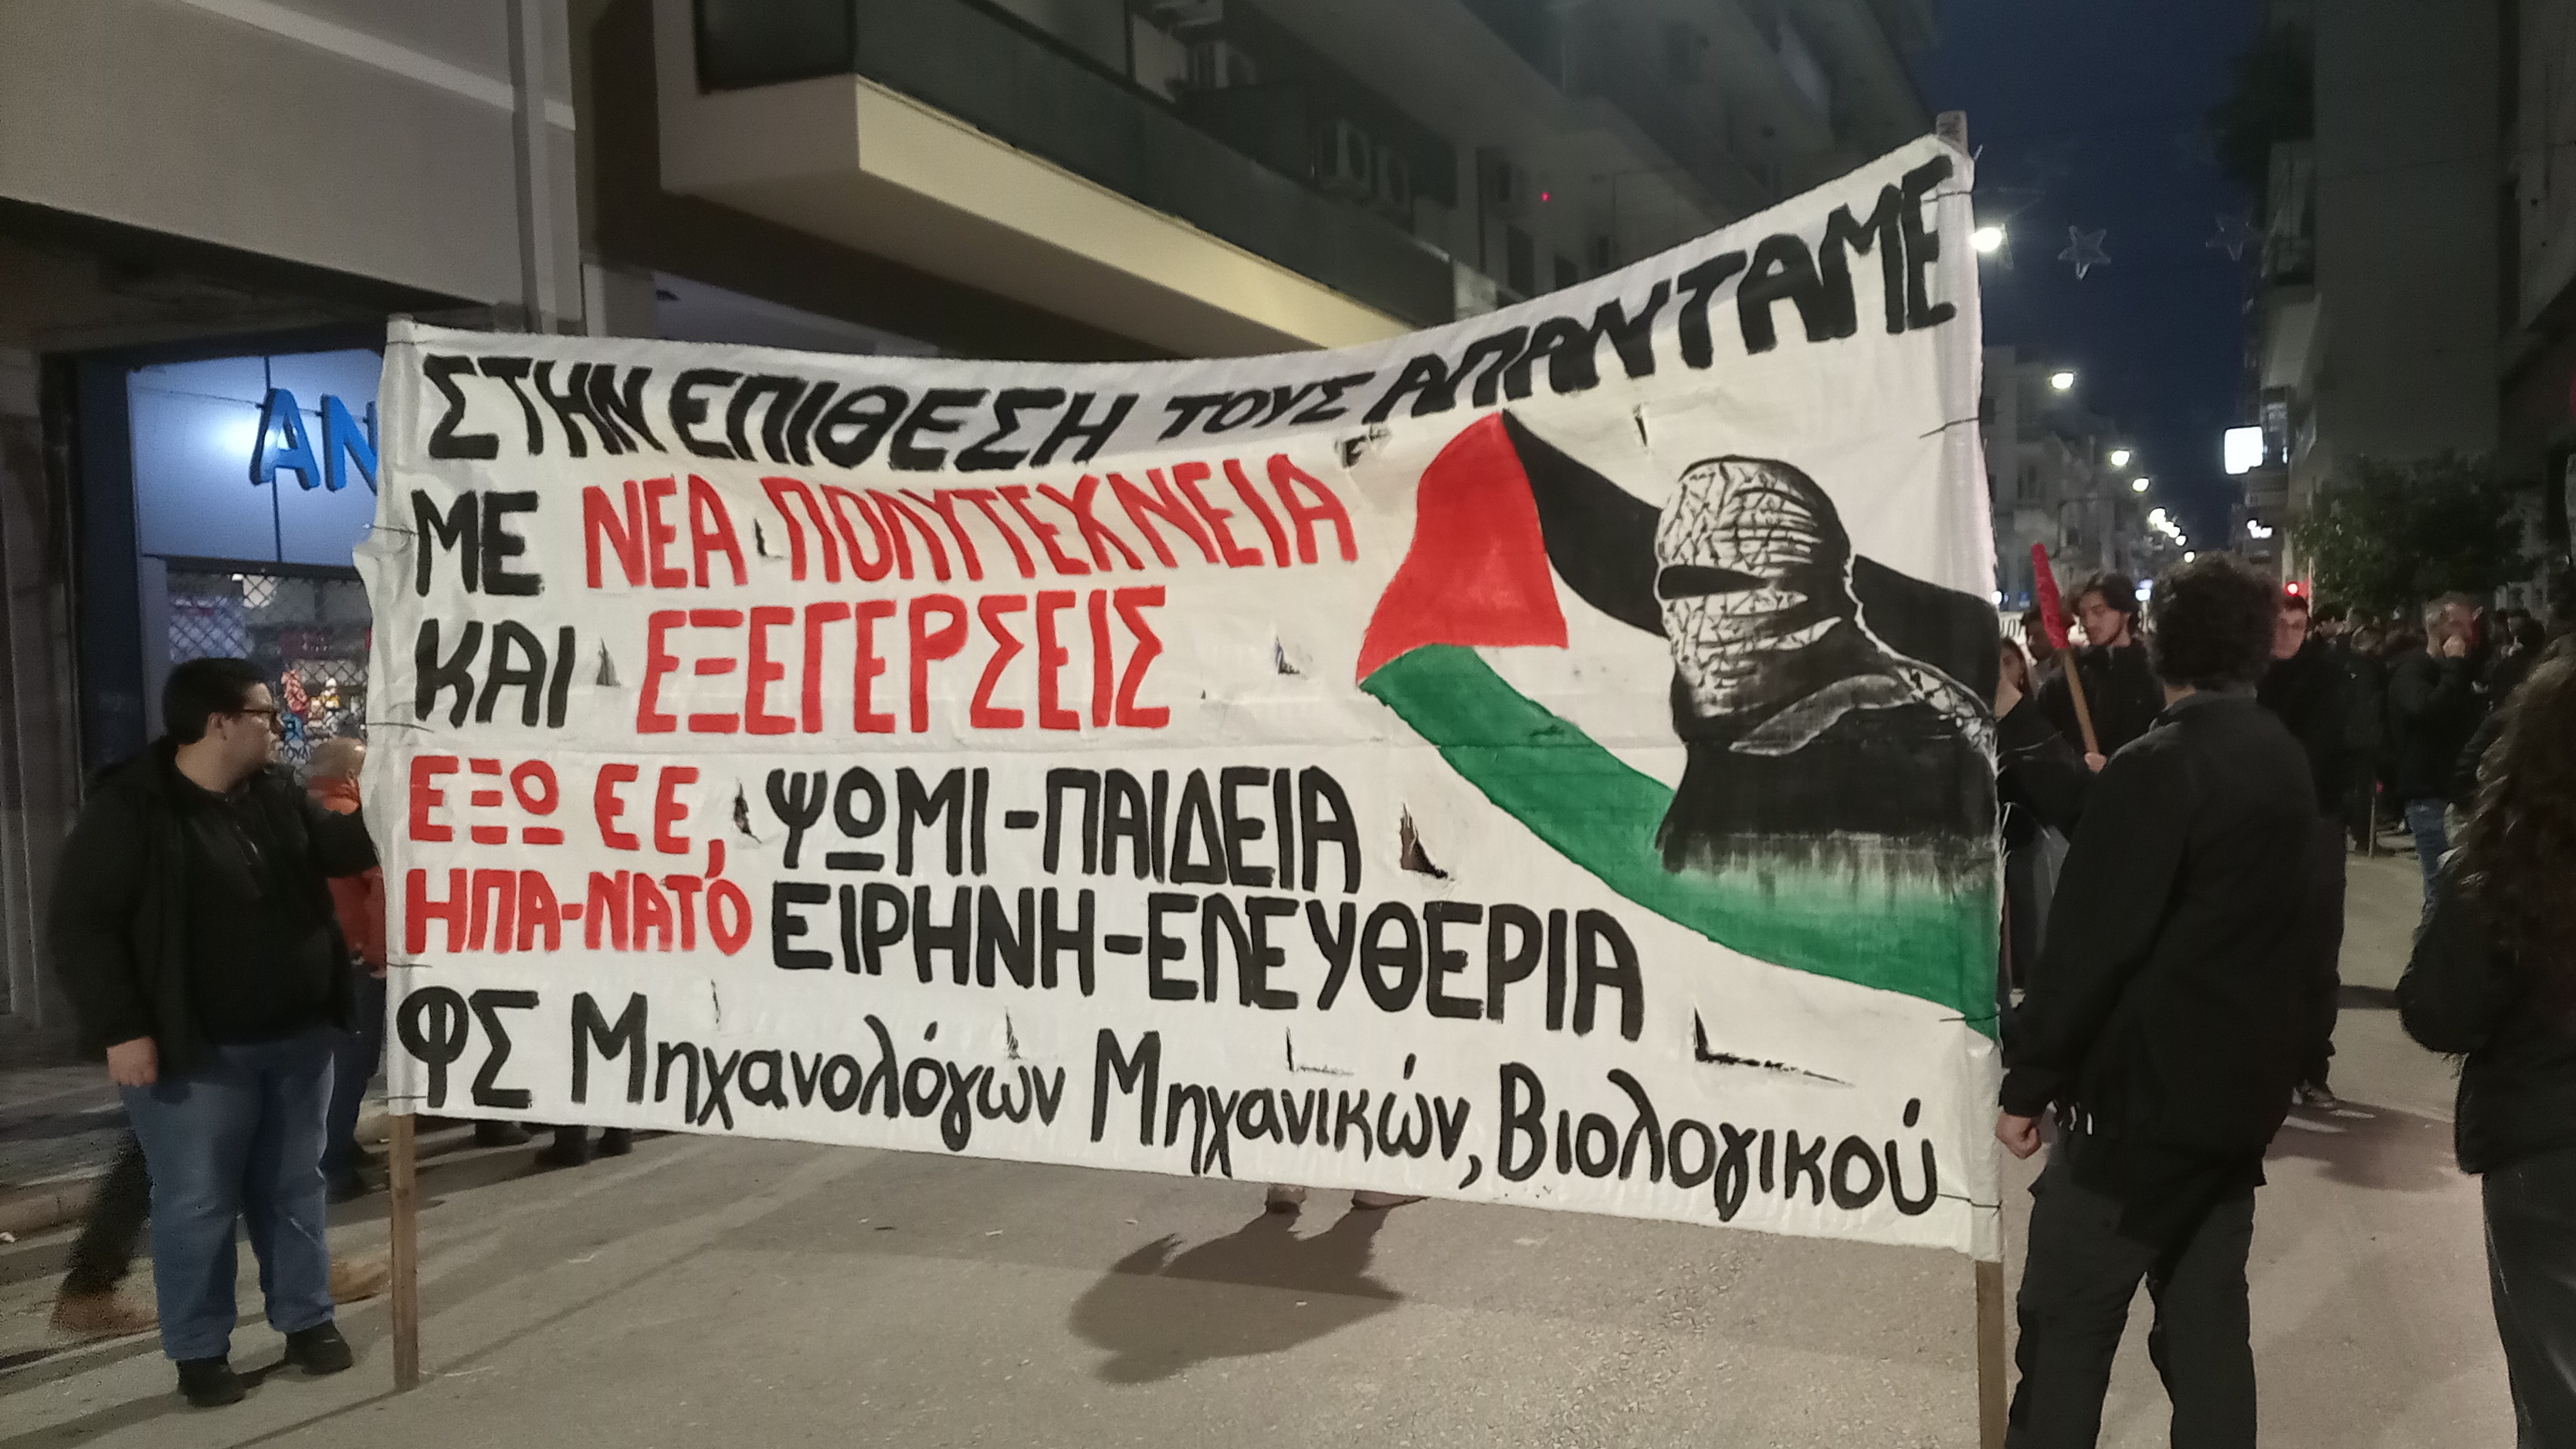 ΣΤΗΝ ΕΠΙΘΕΣΗ ΤΟΥΣ ΑΠΑΝΤΑΜΕ
ΜΕ ΝΕΑ ΠΟΛΥΤΕΧΝΕΙΑ
ΚΑΙ ΕΞΕΓΕΡΣΕΙΣ
ΕΞΩ ΕΕ, ΨΩΜΙ-ΠΑΙΔΕΙΑ
ΗΠΑ-ΝΑΤΟ ΕΙΡΗΝΗ-ΕΛΕΥΘΕΡΙΑ
ΦΣ Μηχανολόγων Μηχανικών, Βιολογικού
AN